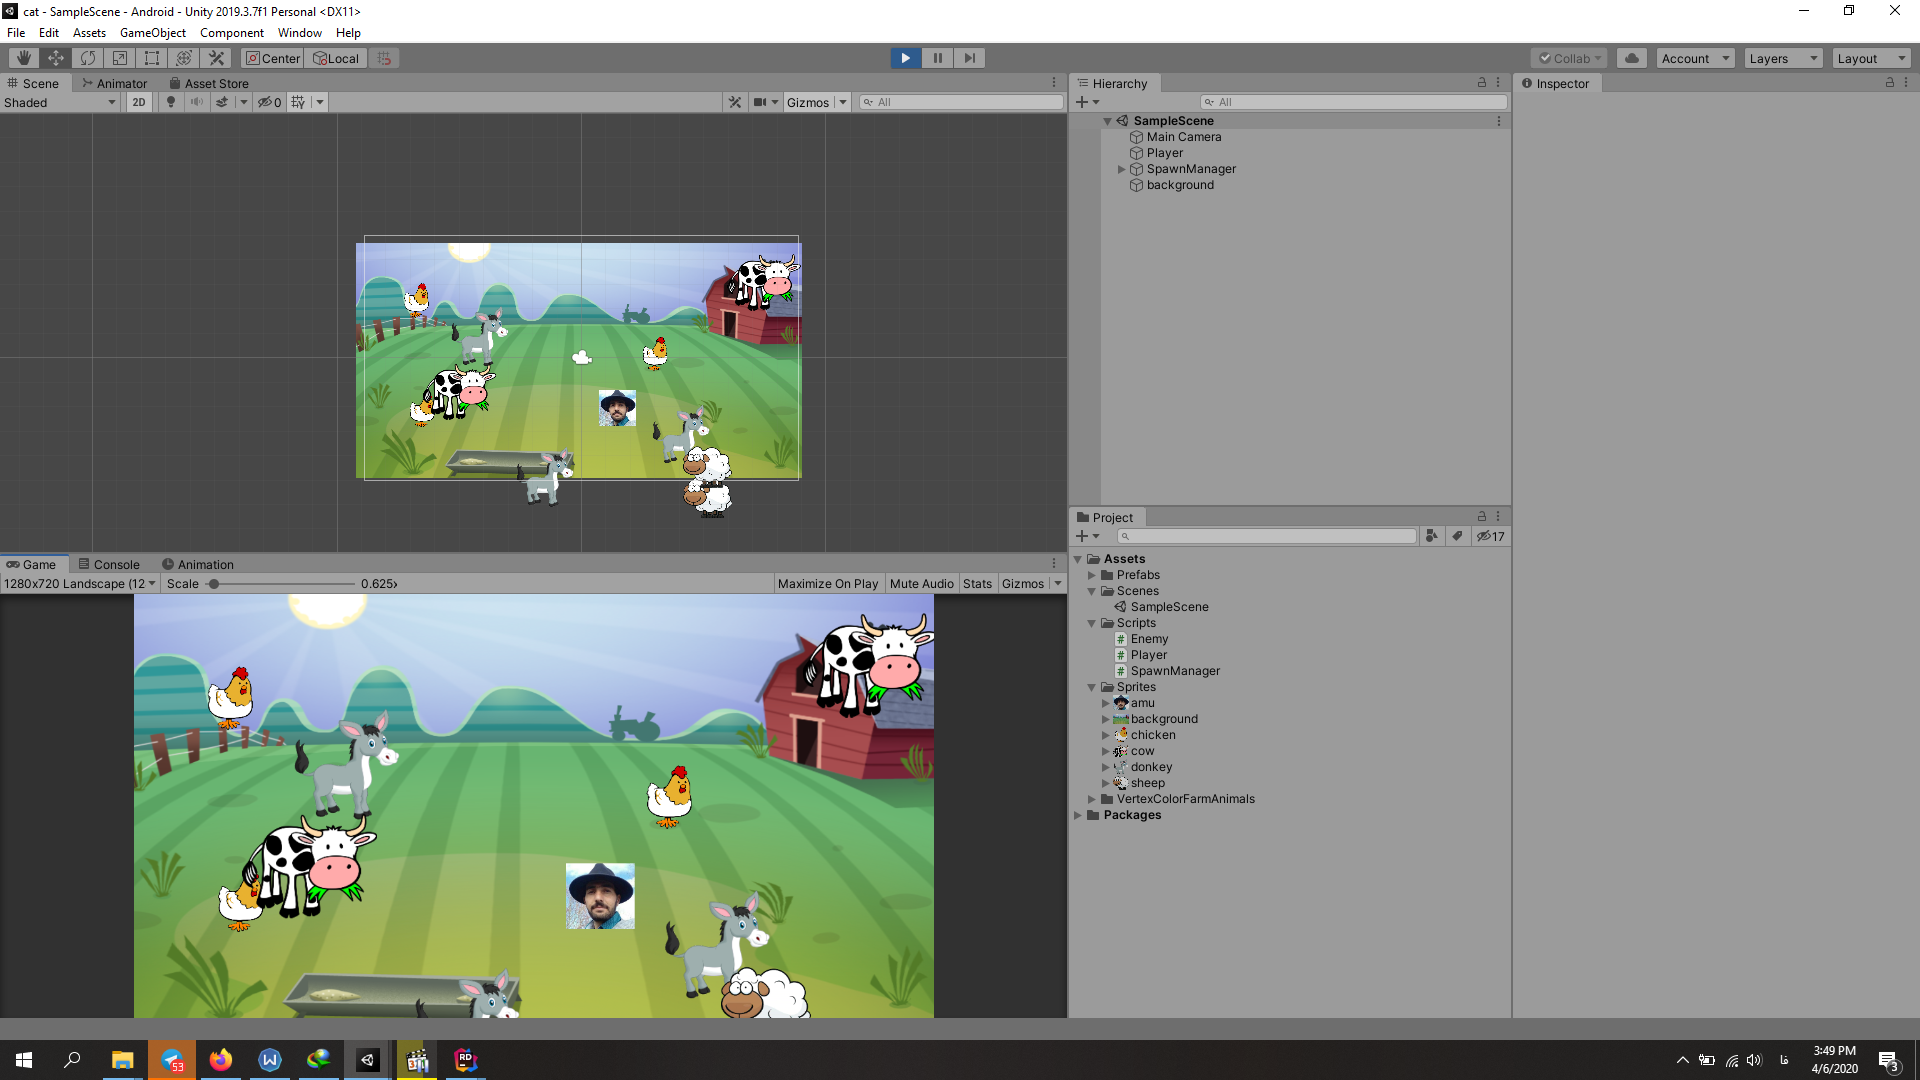 cat - SampleScene - Android - Unity 2019.3.7f1 Personal <DX11>
File Edit Assets GameObject Component Window Help
Center Local Collab Account Layers Layout
Scene Animator Asset Store
Shaded 2D 0 Gizmos All
Hierarchy
All
SampleScene
Main Camera
Player
SpawnManager
background
Inspector
Game Console Animation
1280x720 Landscape (12 Scale 0.625x Maximize On Play Mute Audio Stats Gizmos
Project
17
Assets
Prefabs
Scenes
SampleScene
Scripts
# Enemy
# Player
# SpawnManager
Sprites
amu
background
chicken
cow
donkey
sheep
VertexColorFarmAnimals
Packages
53
W
RD
فا
3:49 PM
4/6/2020
3